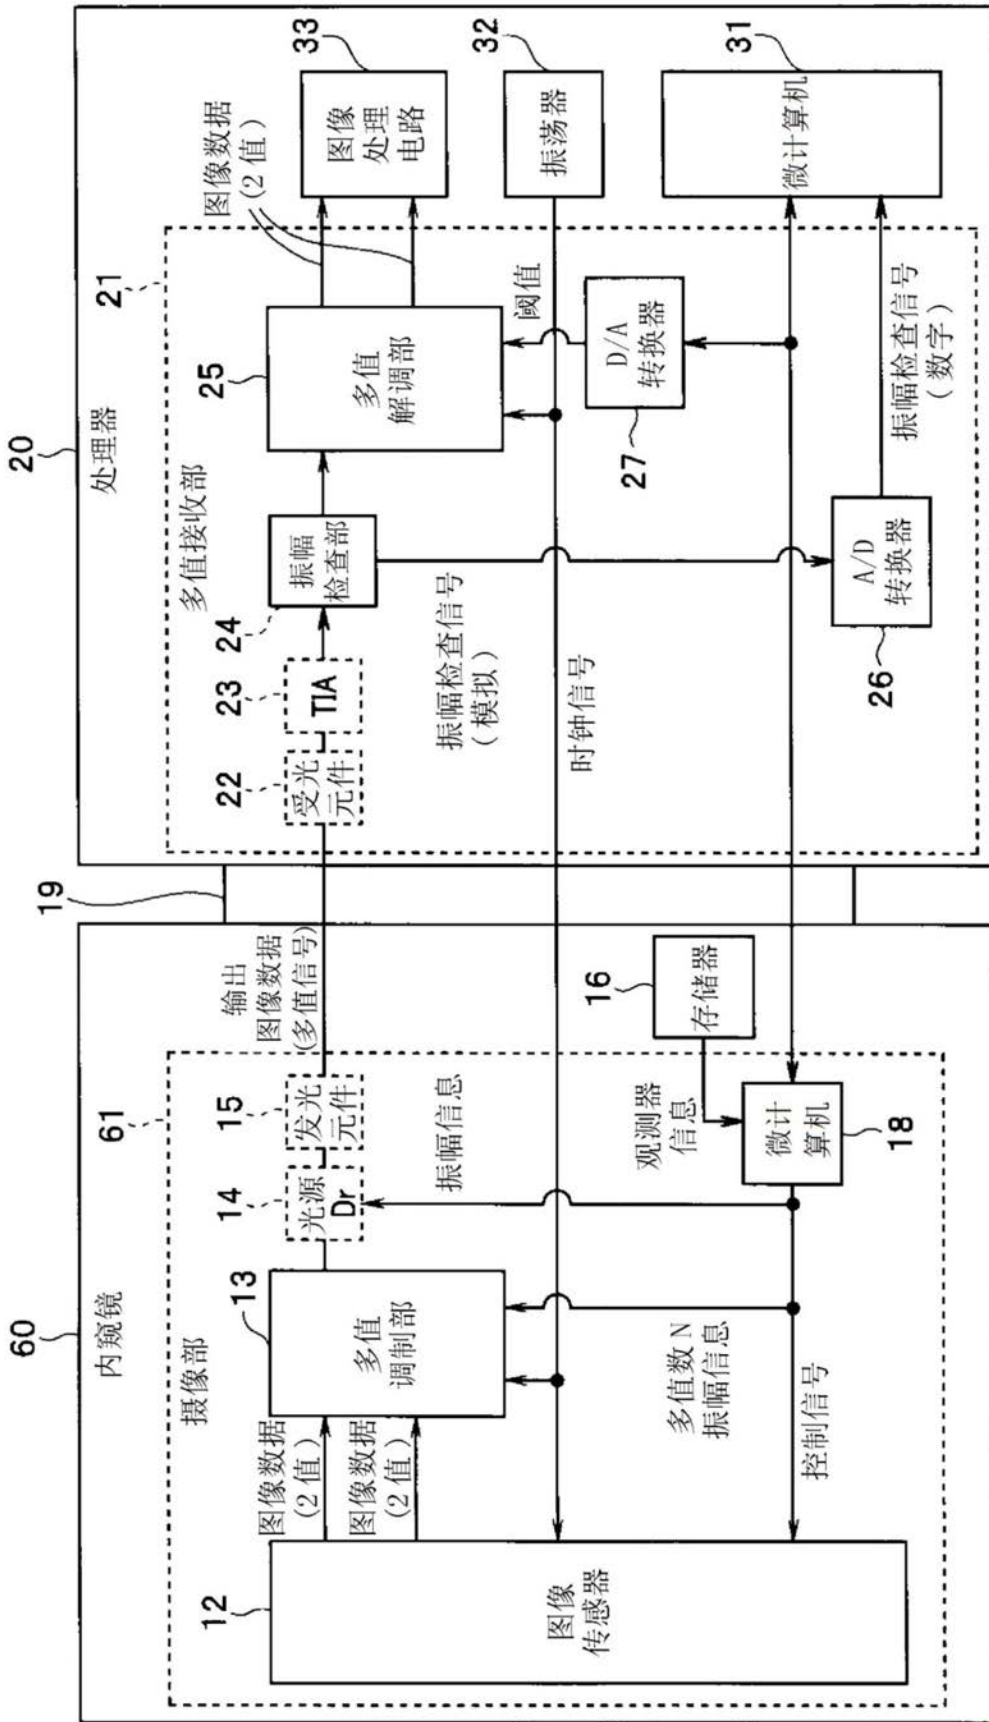 60
内窥镜
摄像部
61
12
图像
传感器
图像数据
(2值)
图像数据
(2值)
13
多值
调制部
14
光源
Dr
15
发光
元件
输出
图像数据
(多值信号)
振幅信息
多值数N
振幅信息
控制信号
观测器
信息
16
存储器
微计
算机
18
19
20
处理器
21
多值接收部
22
受光
元件
23
TIA
24
振幅
检查部
25
多值
解调部
图像数据
(2值)
33
图像
处理
电路
32
振荡器
31
微计算机
阈值
D/A
转换器
27
振幅检查信号
(模拟)
时钟信号
A/D
转换器
26
振幅检查信号
(数字)